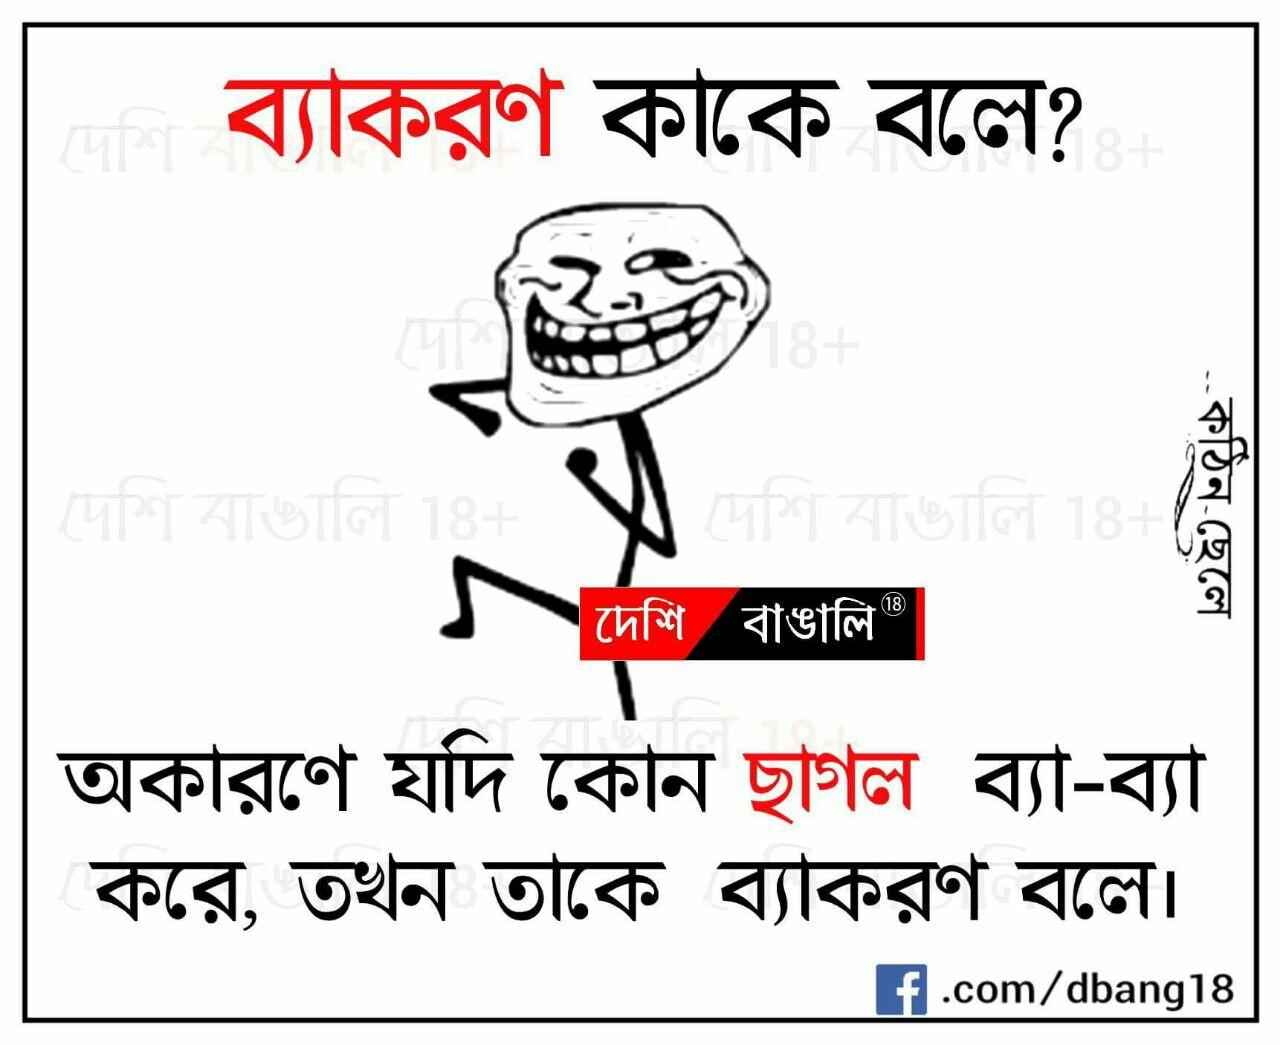 ব্যাকরণ কাকে বলে?
দেশি বাঙালি 18+
দেশি বাঙালি 18+
দেশি বাঙালি 18+
...কঠিন ছেলে
দেশি বাঙালি 18+
দেশি বাঙালি 18+
দেশি বাঙালি 18
দেশি বাঙালি 18+
অকারণে যদি কোন ছাগল ব্যা-ব্যা
করে, তখন তাকে ব্যাকরণ বলে।
f .com/dbang18